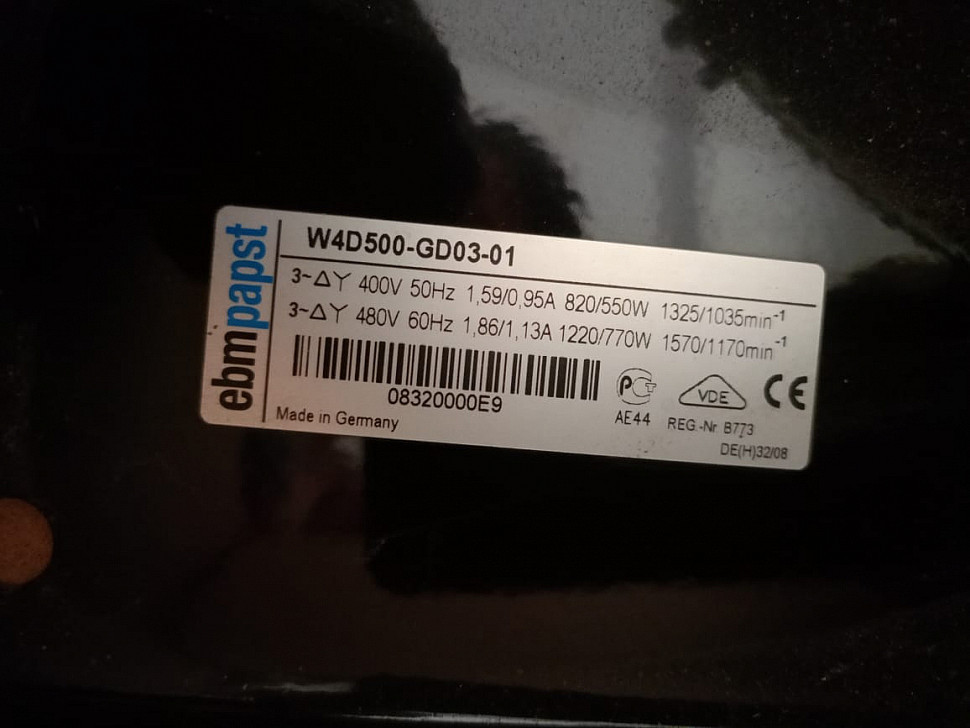 ebmpapst
W4D500-GD03-01
3~ΔY 400V 50Hz 1,59/0,95A 820/550W 1325/1035min⁻¹
3~ΔY 480V 60Hz 1,86/1,13A 1220/770W 1570/1170min⁻¹
08320000E9
Made in Germany
PCT
AE44
VDE
REG.-Nr B773
CE
DE(H)32/08